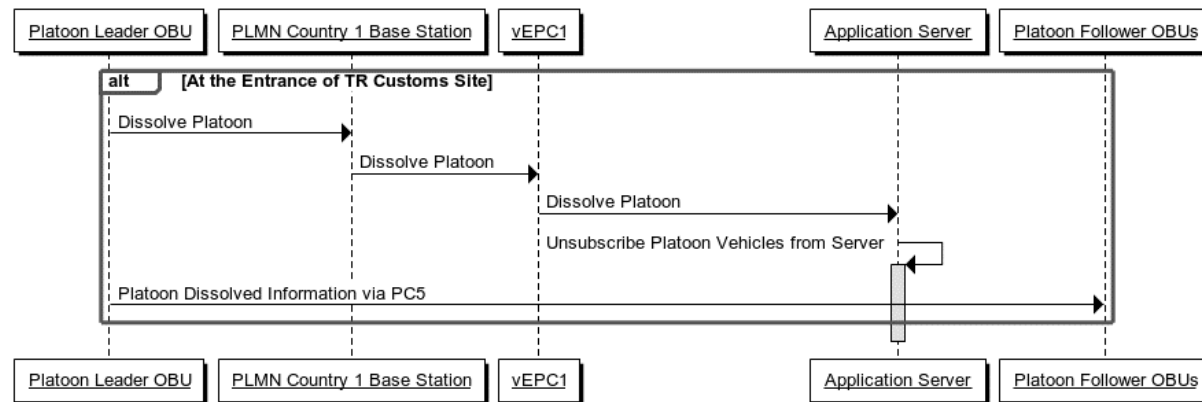 Platoon Leader OBU
PLMN Country 1 Base Station
vEPC1
Application Server
Platoon Follower OBUs
alt
[At the Entrance of TR Customs Site]
Dissolve Platoon
Dissolve Platoon
Dissolve Platoon
Unsubscribe Platoon Vehicles from Server
Platoon Dissolved Information via PC5
Platoon Leader OBU
PLMN Country 1 Base Station
vEPC1
Application Server
Platoon Follower OBUs